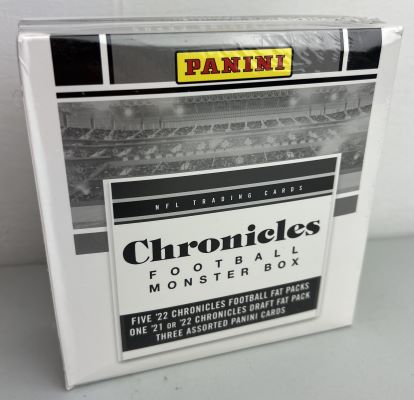 PANINI
NFL TRADING CARDS
Chronicles
FOOTBALL
MONSTER BOX
FIVE '22 CHRONICLES FOOTBALL FAT PACKS
ONE '21 OR '22 CHRONICLES DRAFT FAT PACK
THREE ASSORTED PANINI CARDS